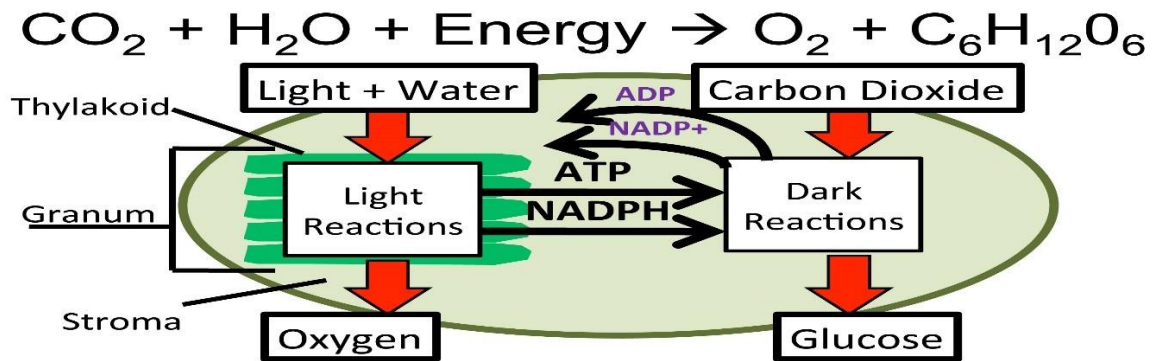 CO₂ + H₂O + Energy → O₂ + C₆H₁₂0₆
Light + Water
Carbon Dioxide
Thylakoid
ADP
NADP+
ATP
NADPH
Light
Reactions
Dark
Reactions
Granum
Stroma
Oxygen
Glucose